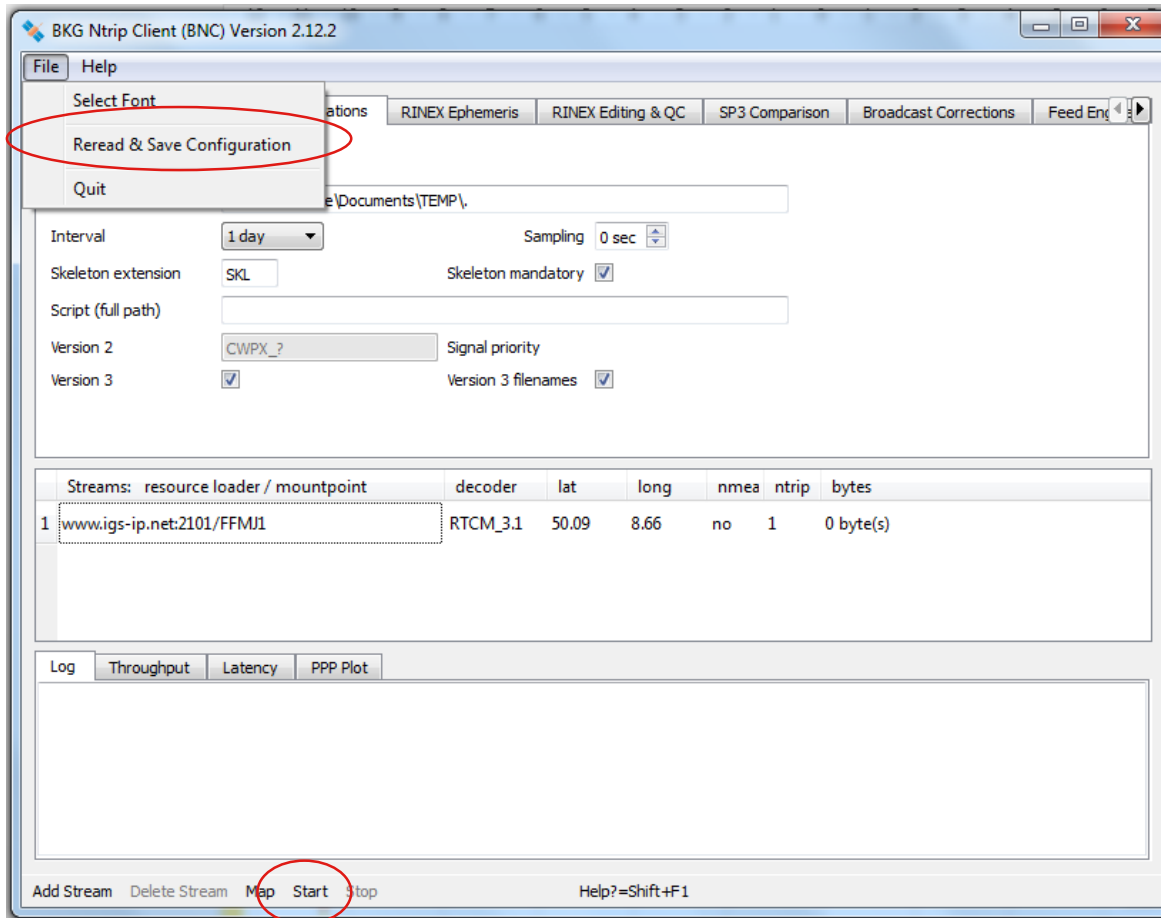 BKG Ntrip Client (BNC) Version 2.12.2
File Help
Select Font
Reread & Save Configuration
Quit
ations RINEX Ephemeris RINEX Editing & QC SP3 Comparison Broadcast Corrections Feed Eng
e\Documents\TEMP\.
Interval 1 day Sampling 0 sec
Skeleton extension SKL Skeleton mandatory
Script (full path)
Version 2 CWPX_? Signal priority
Version 3 Version 3 filenames
Streams: resource loader / mountpoint decoder lat long nmea ntrip bytes
1 www.igs-ip.net:2101/FFMJ1 RTCM_3.1 50.09 8.66 no 1 0 byte(s)
Log Throughput Latency PPP Plot
Add Stream Delete Stream Map Start Stop Help?=Shift+F1